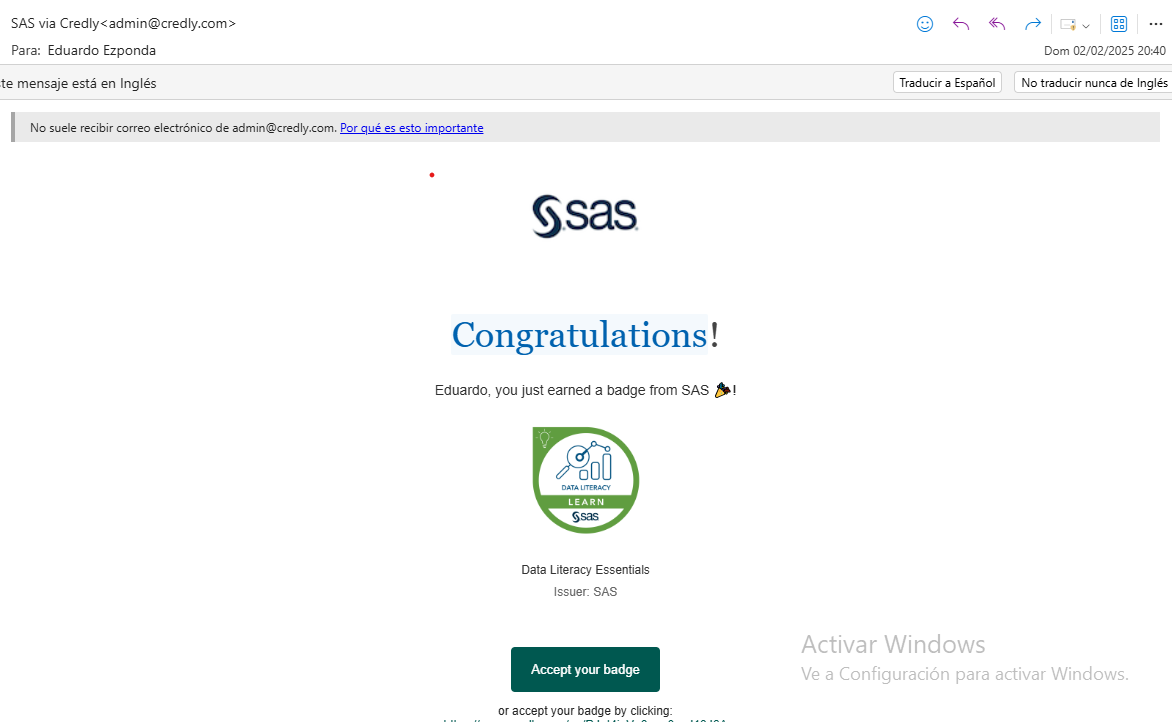 SAS via Credly<admin@credly.com>
Para: Eduardo Ezponda
Dom 02/02/2025 20:40
te mensaje está en Inglés
Traducir a Español
No traducir nunca de Inglés
No suele recibir correo electrónico de admin@credly.com. Por qué es esto importante
sas
Congratulations!
Eduardo, you just earned a badge from SAS 🎉!
DATA LITERACY
LEARN
sas
Data Literacy Essentials
Issuer: SAS
Accept your badge
Activar Windows
Ve a Configuración para activar Windows.
or accept your badge by clicking: